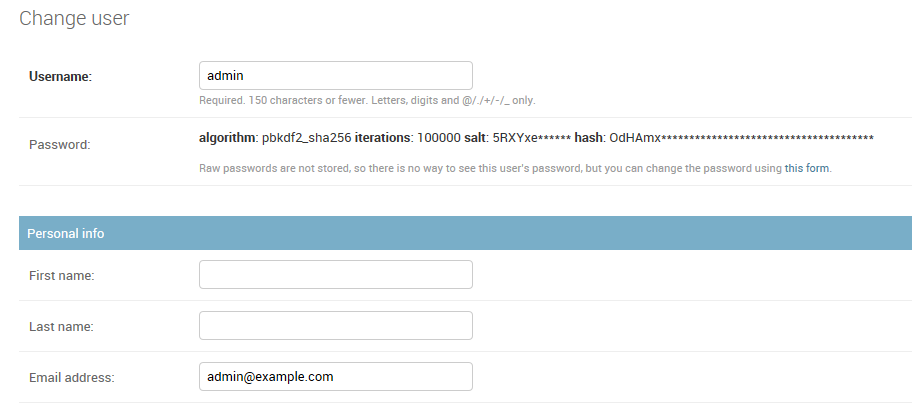 Change user
Username: admin
Required. 150 characters or fewer. Letters, digits and @/./+/-/_ only.
Password: algorithm: pbkdf2_sha256 iterations: 100000 salt: 5RXYxe****** hash: OdHAmx**************************************
Raw passwords are not stored, so there is no way to see this user's password, but you can change the password using this form.
Personal info
First name:
Last name:
Email address: admin@example.com